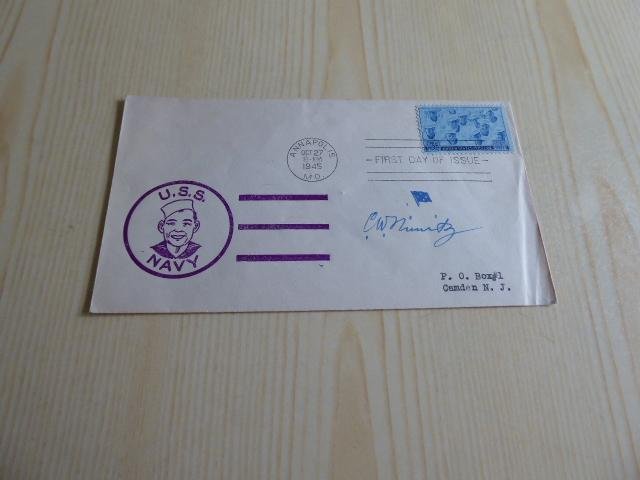 ANNAPOLIS
OCT 27
1945
MD.
FIRST DAY OF ISSUE
U.S.S.
NAVY
C.W. Nimitz
P. O. Box#1
Camden N. J.